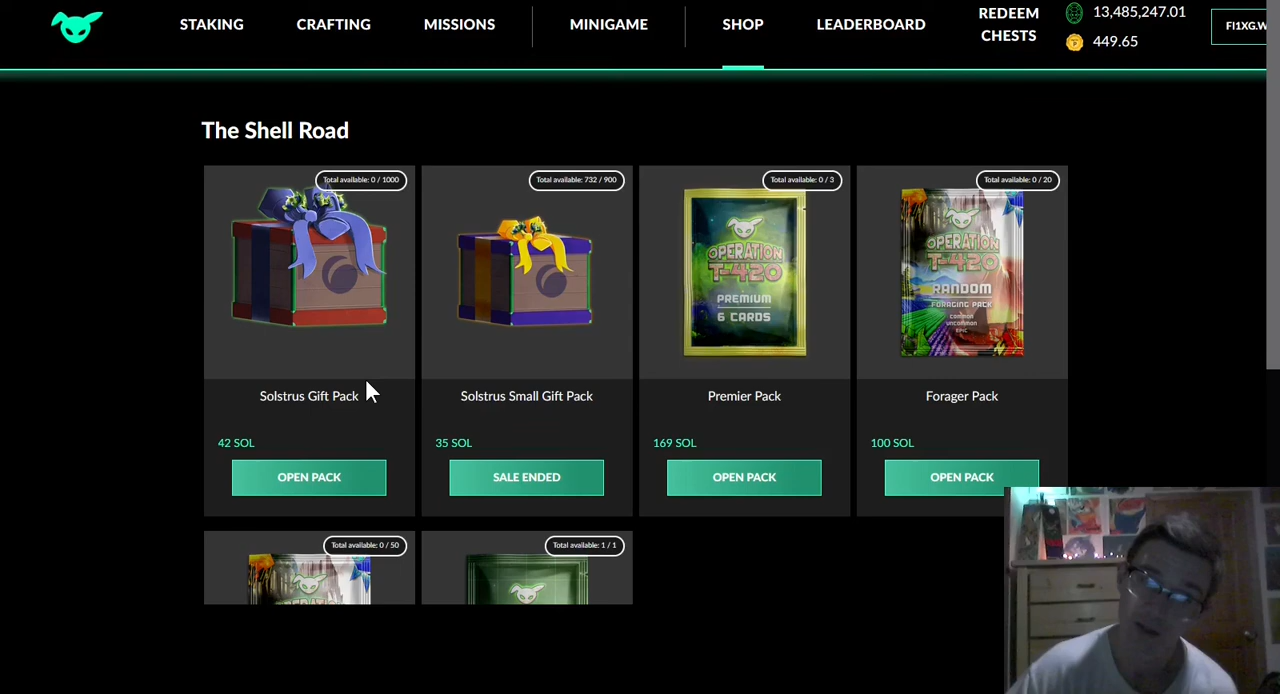 STAKING CRAFTING MISSIONS MINIGAME SHOP LEADERBOARD REDEEM CHESTS 13,485,247.01
449.65
FI1XG.W
The Shell Road
Total available: 0 / 1000
Total available: 732 / 900
Total available: 0 / 3
Total available: 0 / 20
OPERATION
T-420
PREMIUM
6 CARDS
OPERATION
T-420
RANDOM
FORAGING PACK
COMMON
UNCOMMON
EPIC
Solstrus Gift Pack
Solstrus Small Gift Pack
Premier Pack
Forager Pack
42 SOL
35 SOL
169 SOL
100 SOL
OPEN PACK
SALE ENDED
OPEN PACK
OPEN PACK
Total available: 0 / 50
Total available: 1 / 1